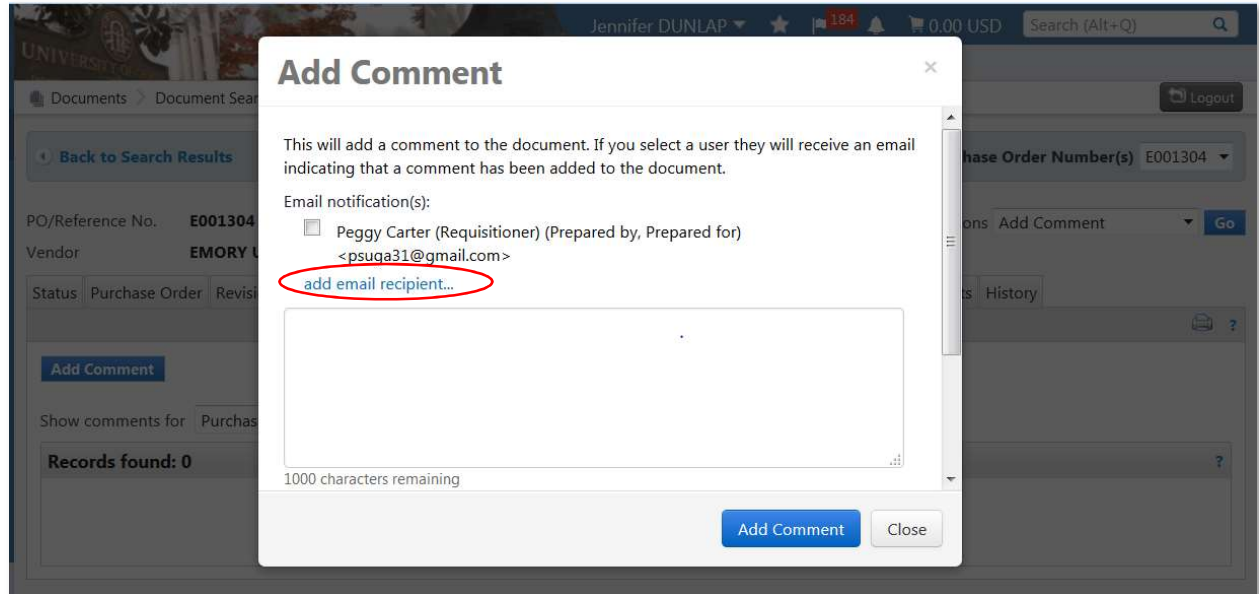 Jennifer DUNLAP 184 0.00 USD Search (Alt+Q)
UNIVERSITY
Documents > Document Sear Logout
Back to Search Results hase Order Number(s) E001304
PO/Reference No. E001304 ons Add Comment Go
Vendor EMORY U
Status Purchase Order Revisi ts History
?
Add Comment
Show comments for Purchas
Records found: 0 ?
Add Comment ×
This will add a comment to the document. If you select a user they will receive an email
indicating that a comment has been added to the document.
Email notification(s):
Peggy Carter (Requisitioner) (Prepared by, Prepared for)
<psuga31@gmail.com>
add email recipient...
.
1000 characters remaining
Add Comment Close